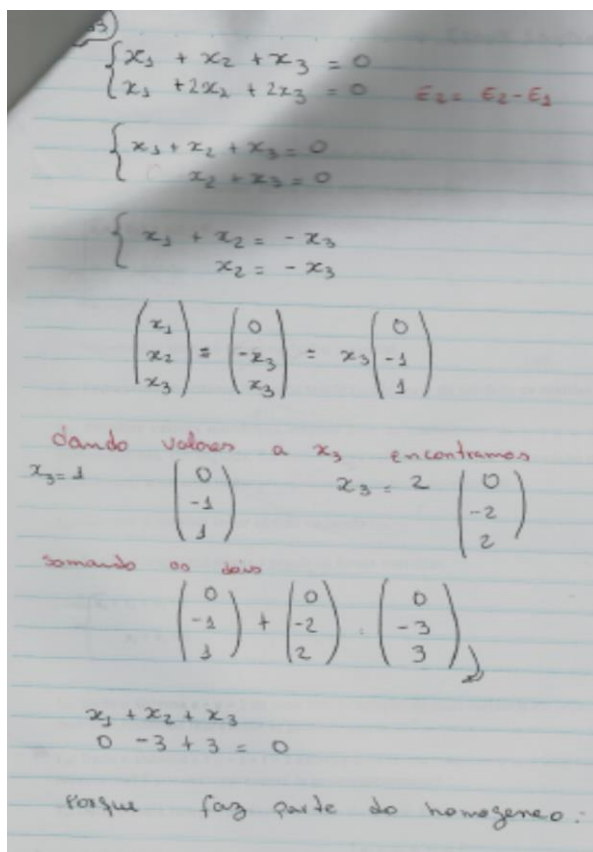 x₁ + x₂ + x₃ = 0
x₁ + 2x₂ + 2x₃ = 0 E₂ = E₂ - E₁
x₁ + x₂ + x₃ = 0
x₂ + x₃ = 0
x₁ + x₂ = - x₃
x₂ = - x₃
(x₁ x₂ x₃) = (0 -x₃ x₃) = x₃ (0 -1 1)
dando valores a x₃ encontramos
x₃ = 1 (0 -1 1) x₃ = 2 (0 -2 2)
somando os dois
(0 -1 1) + (0 -2 2) = (0 -3 3)
x₁ + x₂ + x₃
0 - 3 + 3 = 0
Porque faz parte do homogeneo.